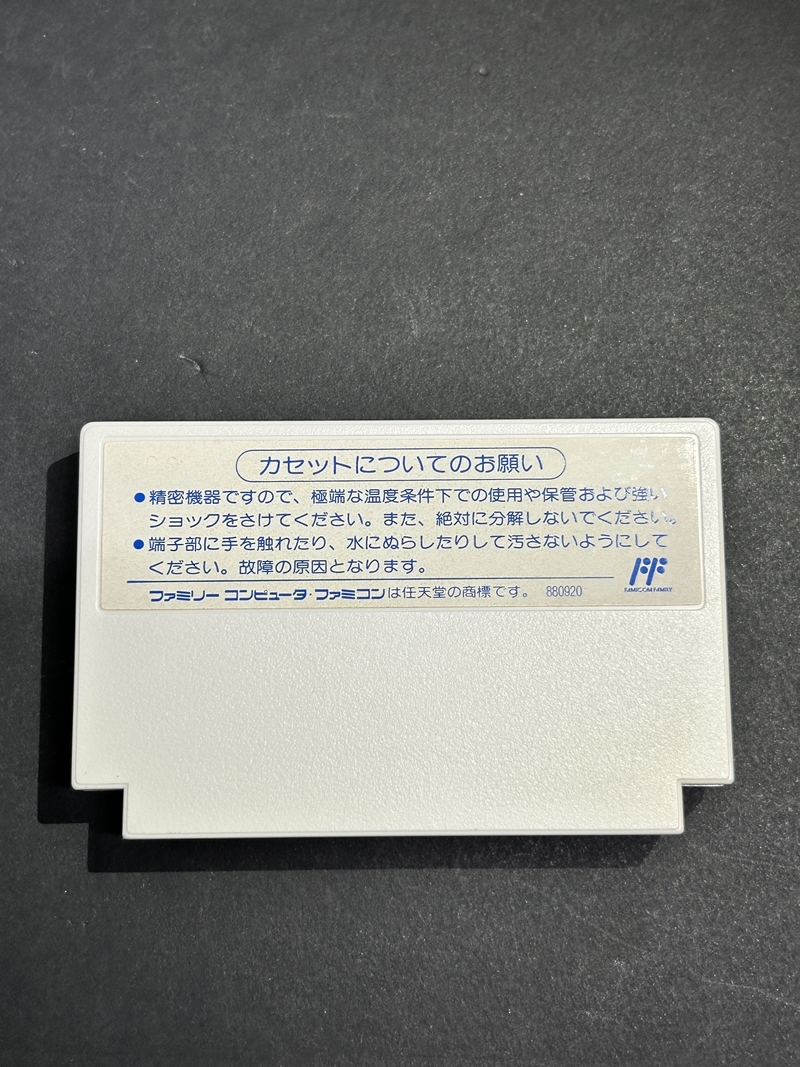 カセットについてのお願い
●精密機器ですので、極端な温度条件下での使用や保管および強い
ショックをさけてください。また、絶対に分解しないでください。
●端子部に手を触れたり、水にぬらしたりして汚さないようにして
ください。故障の原因となります。
FAMICOM FAMILY
ファミリーコンピュータ・ファミコンは任天堂の商標です。 880920